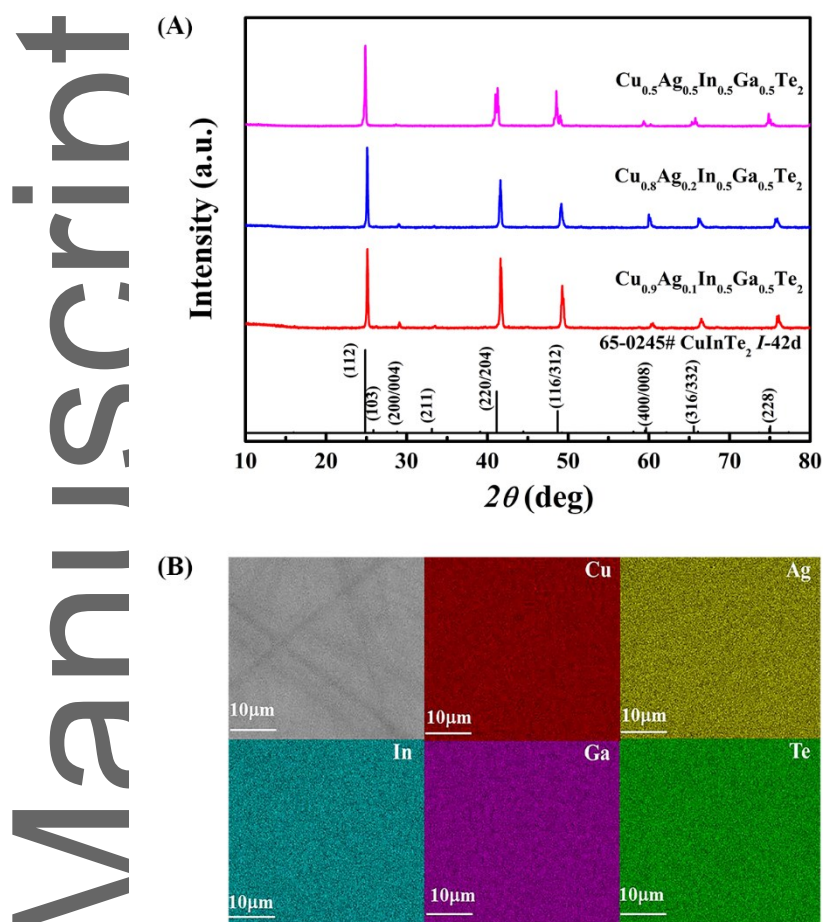 Manuscript
(A)
Cu0.5Ag0.5In0.5Ga0.5Te2
Cu0.8Ag0.2In0.5Ga0.5Te2
Cu0.9Ag0.1In0.5Ga0.5Te2
65-0245# CuInTe2 I-42d
Intensity (a.u.)
(112)
(103)
(200/004)
(211)
(220/204)
(116/312)
(400/008)
(316/332)
(228)
10 20 30 40 50 60 70 80
2θ (deg)
(B)
Cu
Ag
10μm
10μm
10μm
In
Ga
Te
10μm
10μm
10μm